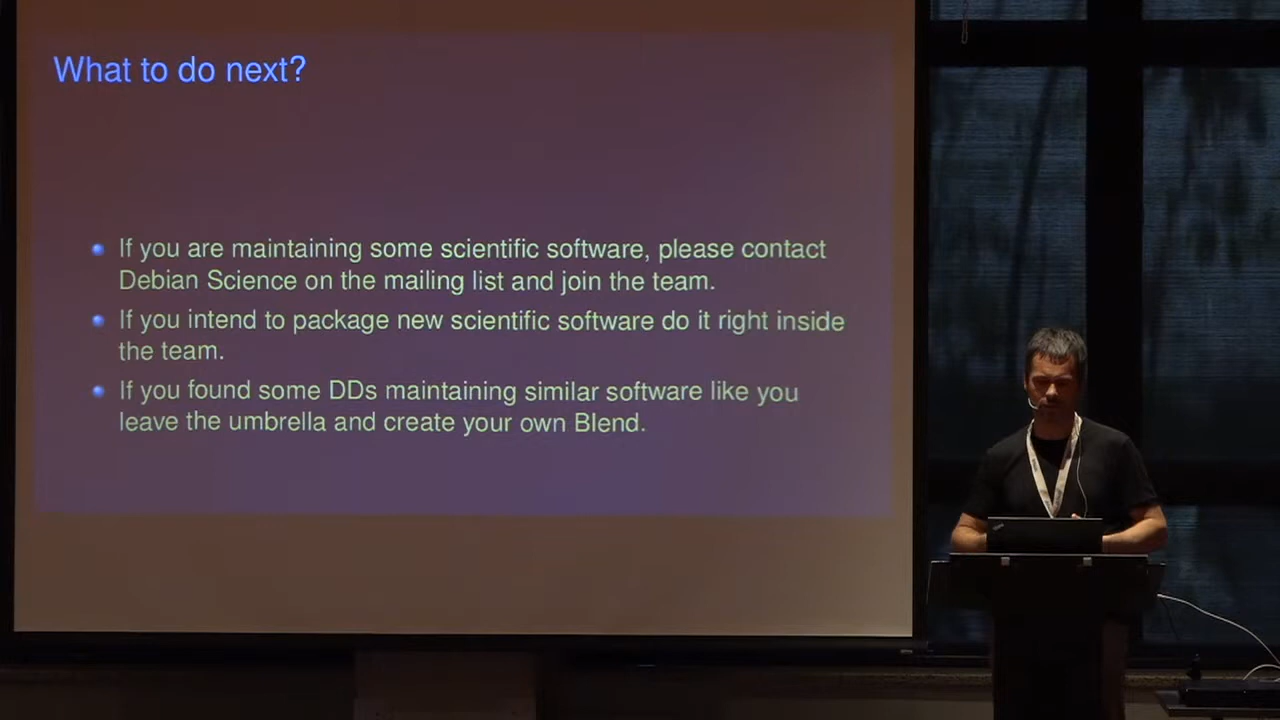 What to do next?
If you are maintaining some scientific software, please contact
Debian Science on the mailing list and join the team.
If you intend to package new scientific software do it right inside
the team.
If you found some DDs maintaining similar software like you
leave the umbrella and create your own Blend.